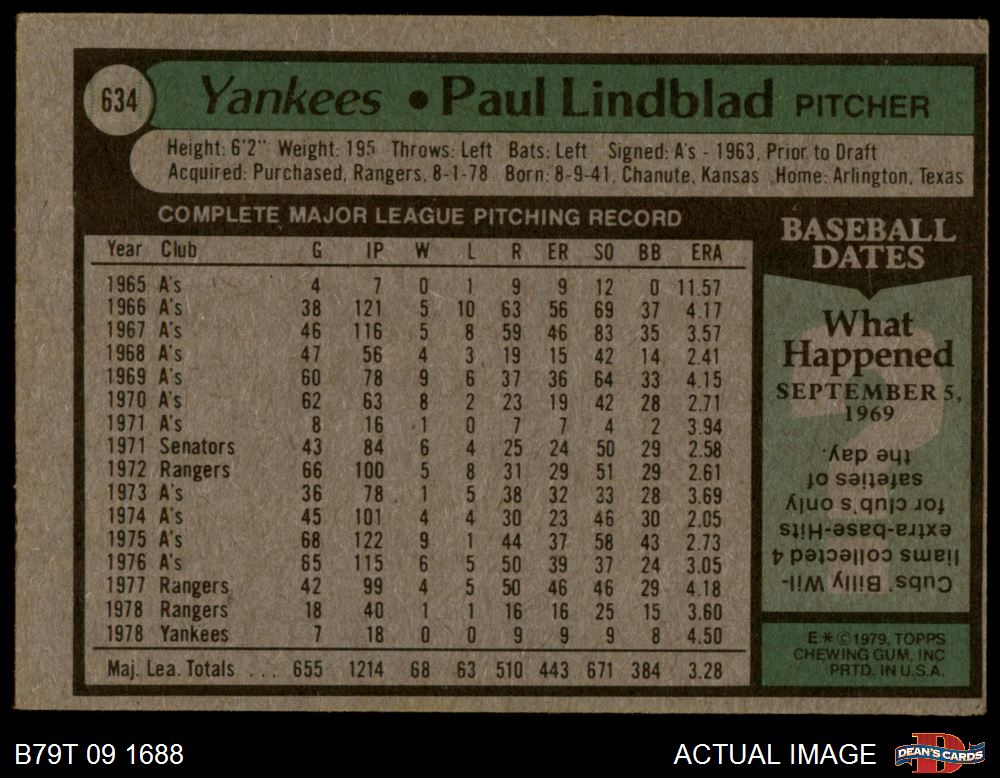 634 Yankees • Paul Lindblad PITCHER
Height: 6'2" Weight: 195 Throws: Left Bats: Left Signed: A's - 1963, Prior to Draft
Acquired: Purchased, Rangers, 8-1-78 Born: 8-9-41, Chanute, Kansas Home: Arlington, Texas
COMPLETE MAJOR LEAGUE PITCHING RECORD
Year Club G IP W L R ER SO BB ERA
1965 A's 4 7 0 1 9 9 12 0 11.57
1966 A's 38 121 5 10 63 56 69 37 4.17
1967 A's 46 116 5 8 59 46 83 35 3.57
1968 A's 47 56 4 3 19 15 42 14 2.41
1969 A's 60 78 9 6 37 36 64 33 4.15
1970 A's 62 63 8 2 23 19 42 28 2.71
1971 A's 8 16 1 0 7 7 4 2 3.94
1971 Senators 43 84 6 4 25 24 50 29 2.58
1972 Rangers 66 100 5 8 31 29 51 29 2.61
1973 A's 36 78 1 5 38 32 33 28 3.69
1974 A's 45 101 4 4 30 23 46 30 2.05
1975 A's 68 122 9 1 44 37 58 43 2.73
1976 A's 65 115 6 5 50 39 37 24 3.05
1977 Rangers 42 99 4 5 50 46 46 29 4.18
1978 Rangers 18 40 1 1 16 16 25 15 3.60
1978 Yankees 7 18 0 0 9 9 9 8 4.50
Maj. Lea. Totals ... 655 1214 68 63 510 443 671 384 3.28
BASEBALL
DATES
What
Happened
SEPTEMBER 5,
1969
Cubs' Billy Wil-
liams collected 4
extra-base-Hits
for club's only
safeties of
the day.
E✱©1979, TOPPS
CHEWING GUM, INC
PRTD. IN U.S.A.
B79T 09 1688
ACTUAL IMAGE
DEAN'S CARDS